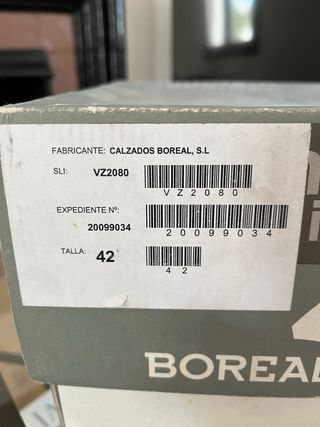 FABRICANTE: CALZADOS BOREAL, S.L
SLI: VZ2080
VZ2080
EXPEDIENTE Nº:
20099034
20099034
TALLA: 42
42
BOREAL